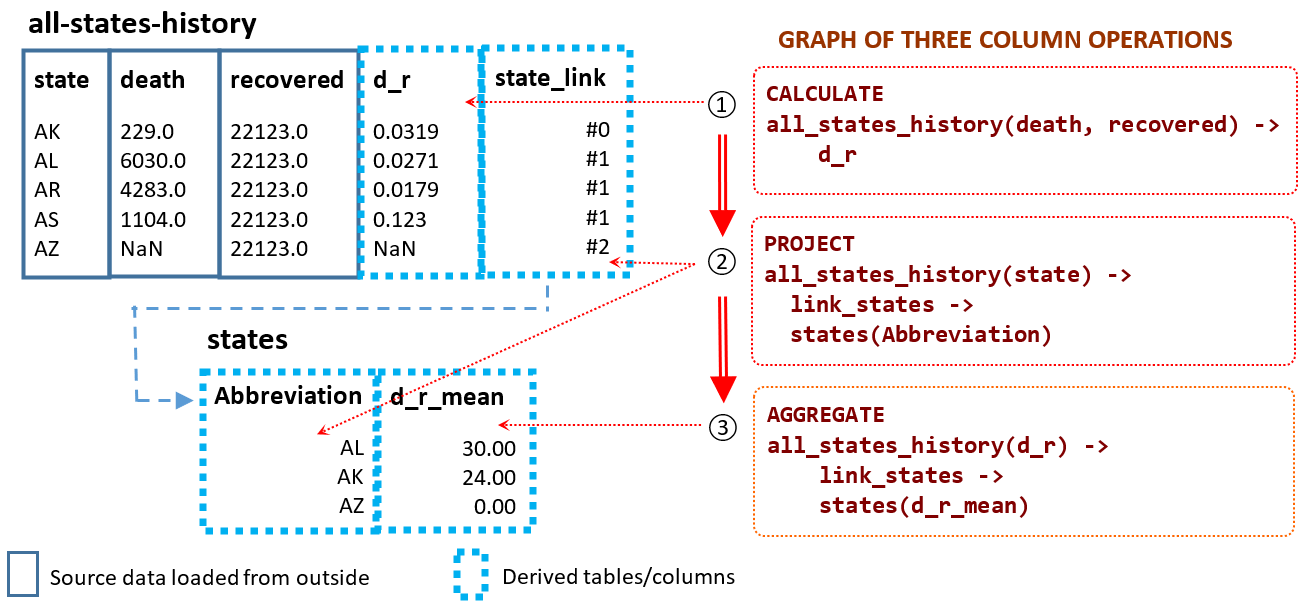 all-states-history
state death recovered d_r state_link
AK 229.0 22123.0 0.0319 #0
AL 6030.0 22123.0 0.0271 #1
AR 4283.0 22123.0 0.0179 #1
AS 1104.0 22123.0 0.123 #1
AZ NaN 22123.0 NaN #2
states
Abbreviation d_r_mean
AL 30.00
AK 24.00
AZ 0.00
GRAPH OF THREE COLUMN OPERATIONS
① CALCULATE
all_states_history(death, recovered) ->
d_r
② PROJECT
all_states_history(state) ->
link_states ->
states(Abbreviation)
③ AGGREGATE
all_states_history(d_r) ->
link_states ->
states(d_r_mean)
Source data loaded from outside
Derived tables/columns